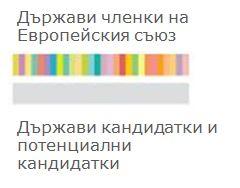 Държави членки на
Европейския съюз
Държави кандидатки и
потенциални
кандидатки